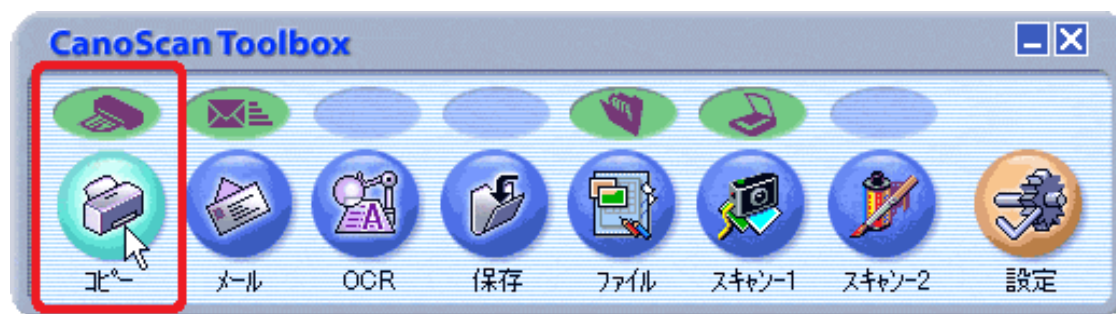 CanoScan Toolbox
ｺﾋﾟｰ ﾒｰﾙ OCR 保存 ﾌｧｲﾙ ｽｷｬﾝ-1 ｽｷｬﾝ-2 設定